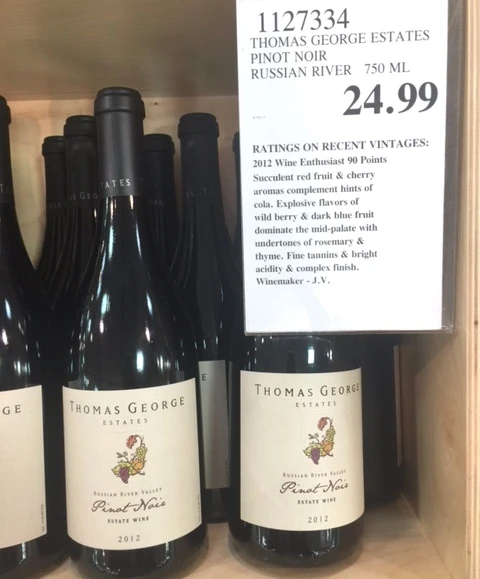 1127334
THOMAS GEORGE ESTATES
PINOT NOIR
RUSSIAN RIVER 750 ML
24.99
RATINGS ON RECENT VINTAGES:
2012 Wine Enthusiast 90 Points
Succulent red fruit & cherry
aromas complement hints of
cola. Explosive flavors of
wild berry & dark blue fruit
dominate the mid-palate with
undertones of rosemary &
thyme. Fine tannins & bright
acidity & complex finish.
Winemaker - J.V.
ATES
GE
THOMAS GEORGE
ESTATES
RUSSIAN RIVER VALLEY
Pinot Noir
ESTATE WINE
2012
E
THOMAS GEORGE
ESTATES
RUSSIAN RIVER VALLEY
Pinot Noir
ESTATE WINE
2012